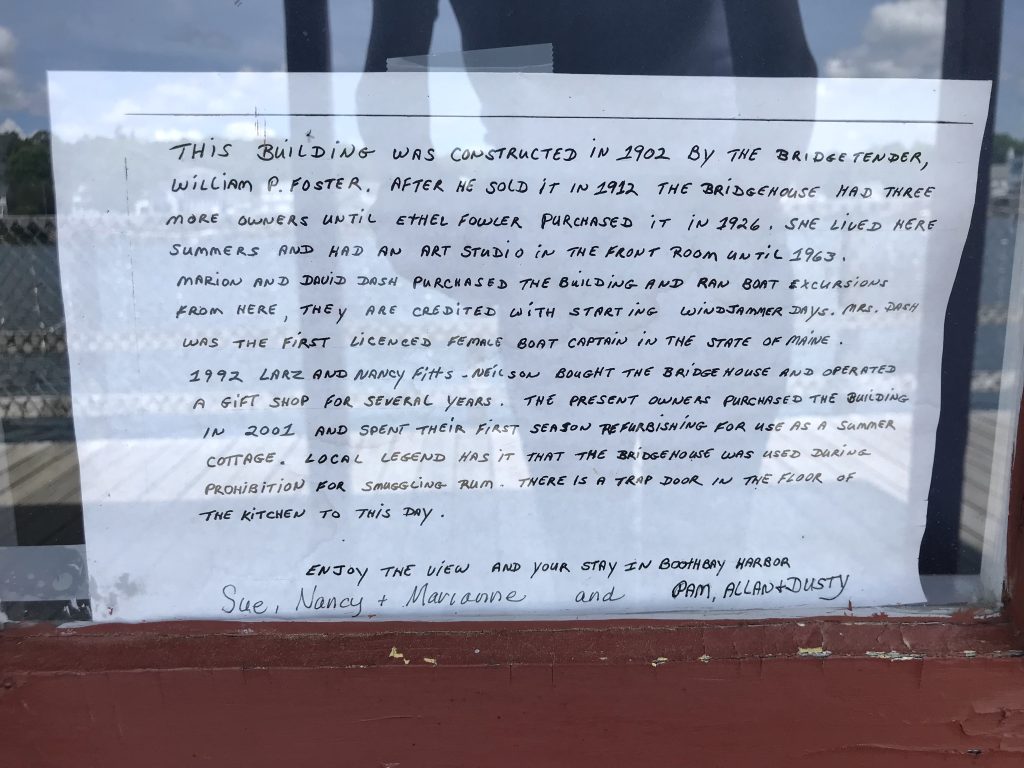 THIS BUILDING WAS CONSTRUCTED IN 1902 BY THE BRIDGETENDER,
WILLIAM P. FOSTER. AFTER HE SOLD IT IN 1912 THE BRIDGEHOUSE HAD THREE
MORE OWNERS UNTIL ETHEL FOWLER PURCHASED IT IN 1926. SHE LIVED HERE
SUMMERS AND HAD AN ART STUDIO IN THE FRONT ROOM UNTIL 1963.
MARION AND DAVID DASH PURCHASED THE BUILDING AND RAN BOAT EXCURSIONS
FROM HERE, THEY ARE CREDITED WITH STARTING WINDJAMMER DAYS. MRS. DASH
WAS THE FIRST LICENCED FEMALE BOAT CAPTAIN IN THE STATE OF MAINE.
1992 LARZ AND NANCY FITTS-NEILSON BOUGHT THE BRIDGEHOUSE AND OPERATED
A GIFT SHOP FOR SEVERAL YEARS. THE PRESENT OWNERS PURCHASED THE BUILDING
IN 2001 AND SPENT THEIR FIRST SEASON REFURBISHING FOR USE AS A SUMMER
COTTAGE. LOCAL LEGEND HAS IT THAT THE BRIDGEHOUSE WAS USED DURING
PROHIBITION FOR SMUGGLING RUM. THERE IS A TRAP DOOR IN THE FLOOR OF
THE KITCHEN TO THIS DAY.
ENJOY THE VIEW AND YOUR STAY IN BOOTHBAY HARBOR
Sue, Nancy + Marianne and PAM, ALLAN + DUSTY